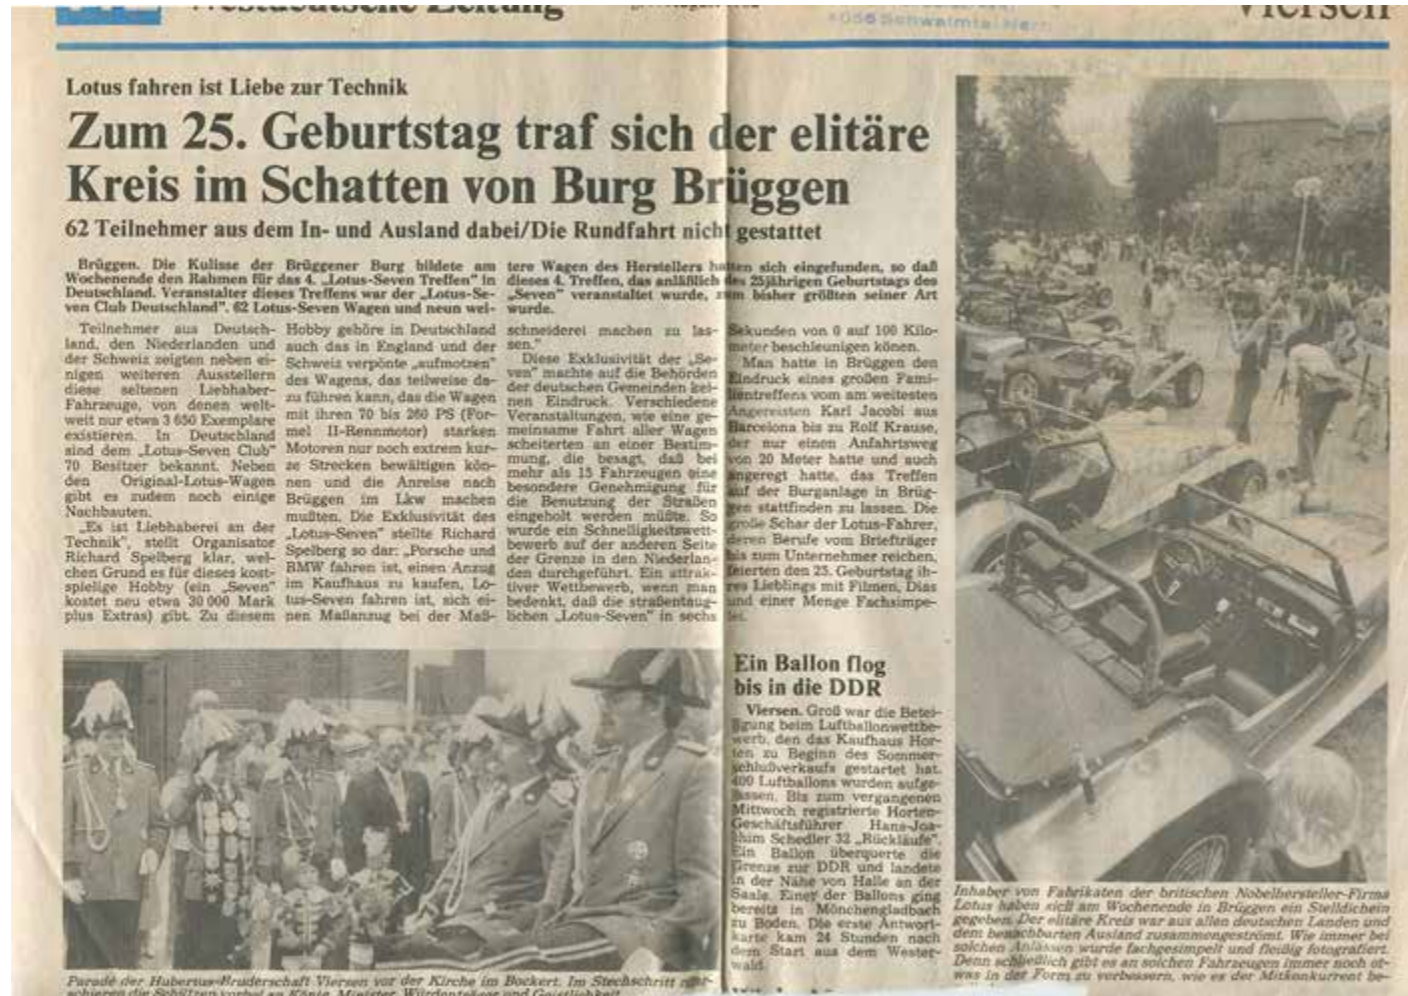 Westdeutsche Zeitung
Viersen
Lotus fahren ist Liebe zur Technik
Zum 25. Geburtstag traf sich der elitäre
Kreis im Schatten von Burg Brüggen
62 Teilnehmer aus dem In- und Ausland dabei/Die Rundfahrt nicht gestattet
Brüggen. Die Kulisse der Brüggener Burg bildete am
Wochenende den Rahmen für das 4. „Lotus-Seven Treffen" in
Deutschland. Veranstalter dieses Treffens war der „Lotus-Se-
ven Club Deutschland". 62 Lotus-Seven Wagen und neun wei-
tere Wagen des Herstellers hatten sich eingefunden, so daß
dieses 4. Treffen, das anläßlich des 25jährigen Geburtstags des
„Seven" veranstaltet wurde, zum bisher größten seiner Art
wurde.
Teilnehmer aus Deutsch-
land, den Niederlanden und
der Schweiz zeigten neben ei-
nigen weiteren Ausstellern
diese seltenen Liebhaber-
Fahrzeuge, von denen welt-
weit nur etwa 3 650 Exemplare
existieren. In Deutschland
sind dem „Lotus-Seven Club"
70 Besitzer bekannt. Neben
den Original-Lotus-Wagen
gibt es zudem noch einige
Nachbauten.
„Es ist Liebhaberei an der
Technik", stellt Organisator
Richard Spelberg klar, wel-
chen Grund es für dieses kost-
spielige Hobby (ein „Seven"
kostet neu etwa 30 000 Mark
plus Extras) gibt. Zu diesem
Hobby gehöre in Deutschland
auch das in England und der
Schweiz verpönte „aufmotzen"
des Wagens, das teilweise da-
zu führen kann, das die Wagen
mit ihren 70 bis 260 PS (For-
mel II-Rennmotor) starken
Motoren nur noch extrem kur-
ze Strecken bewältigen kön-
nen und die Anreise nach
Brüggen im Lkw machen
mußten. Die Exklusivität des
„Lotus-Seven" stellte Richard
Spelberg so dar: „Porsche und
BMW fahren ist, einen Anzug
im Kaufhaus zu kaufen, Lo-
tus-Seven fahren ist, sich ei-
nen Maßanzug bei der Maß-
schneiderei machen zu las-
sen."
Diese Exklusivität der „Se-
ven" machte auf die Behörden
der deutschen Gemeinden kei-
nen Eindruck. Verschiedene
Veranstaltungen, wie eine ge-
meinsame Fahrt aller Wagen
scheiterten an einer Bestim-
mung, die besagt, daß bei
mehr als 15 Fahrzeugen eine
besondere Genehmigung für
die Benutzung der Straßen
eingeholt werden müßte. So
wurde ein Schnelligkeitswett-
bewerb auf der anderen Seite
der Grenze in den Niederlan-
den durchgeführt. Ein attrak-
tiver Wettbewerb, wenn man
bedenkt, daß die straßentaug-
lichen „Lotus-Seven" in sechs
Sekunden von 0 auf 100 Kilo-
meter beschleunigen könen.
Man hatte in Brüggen den
Eindruck eines großen Fami-
lientreffens vom am weitesten
Angereisten Karl Jacobi aus
Barcelona bis zu Rolf Krause,
der nur einen Anfahrtsweg
von 20 Meter hatte und auch
angeregt hatte, das Treffen
auf der Burganlage in Brüg-
gen stattfinden zu lassen. Die
große Schar der Lotus-Fahrer,
deren Berufe vom Briefträger
bis zum Unternehmer reichen,
feierten den 25. Geburtstag ih-
res Lieblings mit Filmen, Dias
und einer Menge Fachsimpe-
lei.
Ein Ballon flog
bis in die DDR
Viersen. Groß war die Betei-
ligung beim Luftballonwettbe-
werb, den das Kaufhaus Hor-
ten zu Beginn des Sommer-
schlußverkaufs gestartet hat.
400 Luftballons wurden aufge-
lassen. Bis zum vergangenen
Mittwoch registrierte Horten-
Geschäftsführer Hans-Joa-
chim Schedler 32 „Rückläufe".
Ein Ballon überquerte die
Grenze zur DDR und landete
in der Nähe von Halle an der
Saale. Einer der Ballons ging
bereits in Mönchengladbach
zu Boden. Die erste Antwort-
karte kam 24 Stunden nach
dem Start aus dem Wester-
wald.
Inhaber von Fabrikaten der britischen Nobelhersteller-Firma
Lotus haben sich am Wochenende in Brüggen ein Stelldichein
gegeben. Der elitäre Kreis war aus allen deutschen Landen und
dem benachbarten Ausland zusammengeströmt. Wie immer bei
solchen Anlässen wurde fachgesimpelt und fleißig fotografiert.
Denn schließlich gibt es an solchen Fahrzeugen immer noch et-
was in der Form zu verbessern, wie es der Mitkonkurrent be-
Parade der Hubertus-Bruderschaft Viersen vor der Kirche im Bockert. Im Stechschritt mar-
schieren die Schützen vorbei an König, Minister, Würdenträger und Geistlichkeit.